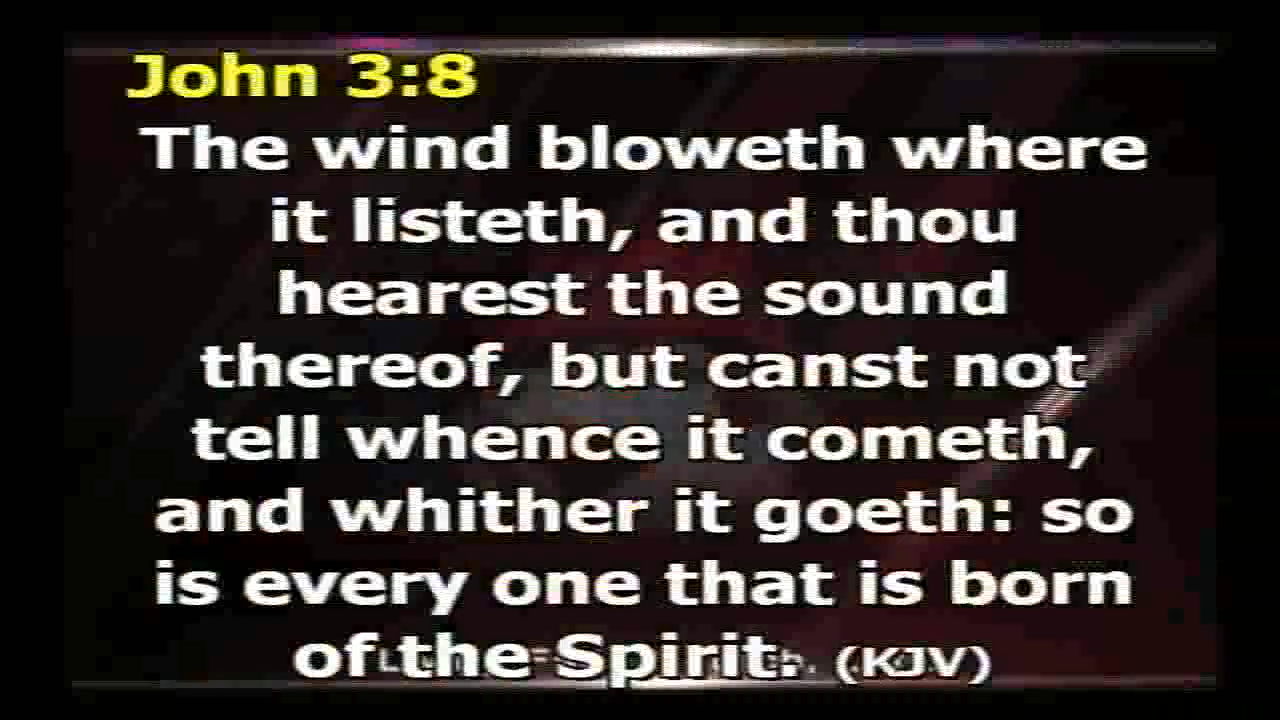 John 3:8
The wind bloweth where
it listeth, and thou
hearest the sound
thereof, but canst not
tell whence it cometh,
and whither it goeth: so
is every one that is born
of the Spirit. (KJV)